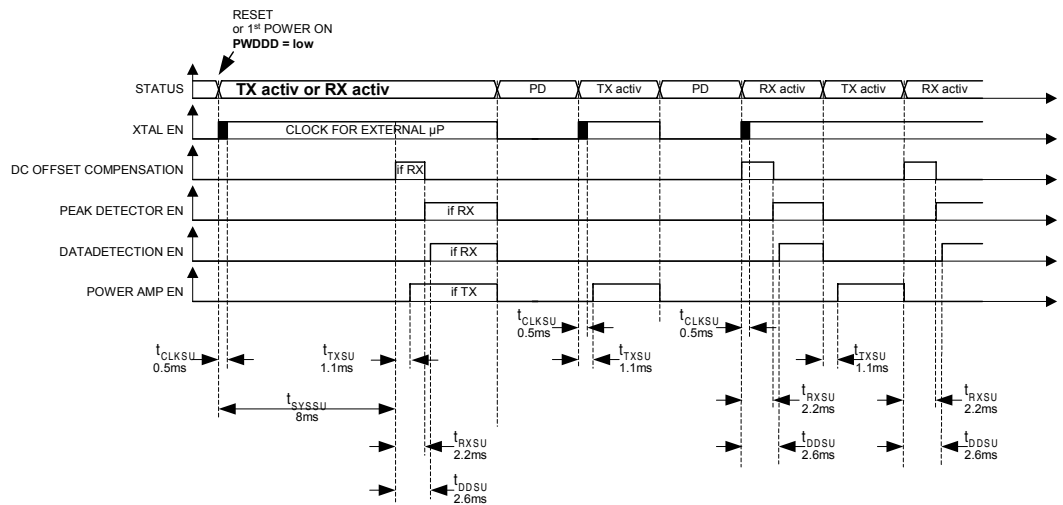 RESET
or 1st POWER ON
PWDDD = low
STATUS
TX activ or RX activ
PD
TX activ
PD
RX activ
TX activ
RX activ
XTAL EN
CLOCK FOR EXTERNAL µP
DC OFFSET COMPENSATION
if RX
PEAK DETECTOR EN
if RX
DATADETECTION EN
if RX
POWER AMP EN
if TX
tCLKSU
0.5ms
tCLKSU
0.5ms
tCLKSU
0.5ms
tTXSU
1.1ms
tTXSU
1.1ms
tTXSU
1.1ms
tSYSSU
8ms
tRXSU
2.2ms
tRXSU
2.2ms
tRXSU
2.2ms
tDDSU
2.6ms
tDDSU
2.6ms
tDDSU
2.6ms